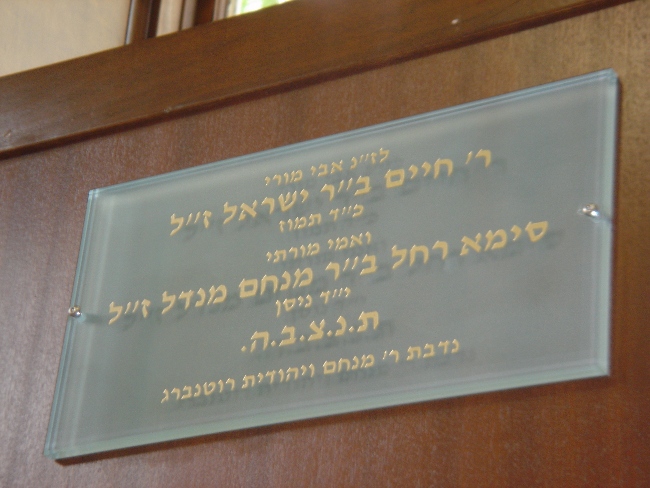 לזי״נ אבי מורי
ר׳ חיים ב״ר ישראל ז״ל
כ״ד תמוז
ואמי מורתי
סימא רחל ב״ר מנחם מנדל ז״ל
י״ד ניסן
ת.נ.צ.ב.ה.
נדבת ר׳ מנחם ויהודית רוטנברג